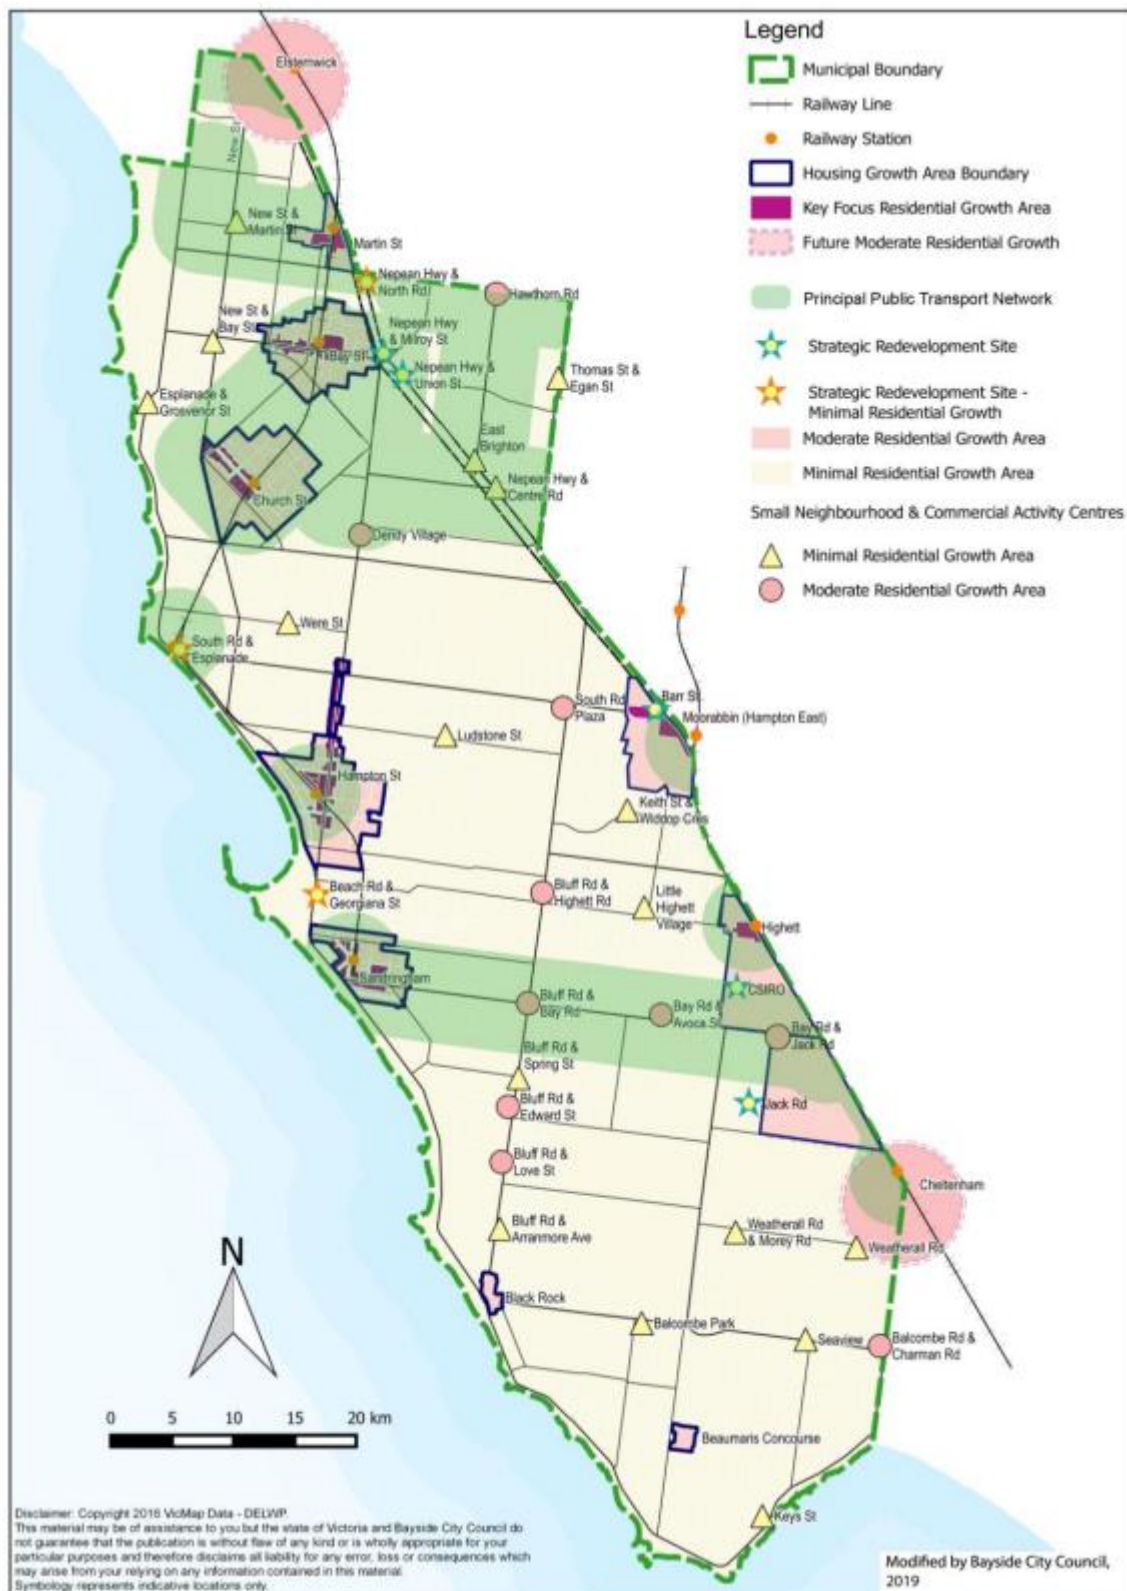 Legend
Municipal Boundary
Railway Line
Railway Station
Housing Growth Area Boundary
Key Focus Residential Growth Area
Future Moderate Residential Growth
Principal Public Transport Network
Strategic Redevelopment Site
Strategic Redevelopment Site -
Minimal Residential Growth
Moderate Residential Growth Area
Minimal Residential Growth Area
Small Neighbourhood & Commercial Activity Centres
Minimal Residential Growth Area
Moderate Residential Growth Area
Elsternwick
New St
New St &
Martin St
Martin St
Nepean Hwy &
North Rd
Hawthorn Rd
New St &
Bay St
Bay St
Nepean Hwy
& Milroy St
Nepean Hwy &
Union St
Thomas St &
Egan St
Esplanade &
Grosvenor St
East
Brighton
Nepean Hwy &
Centre Rd
Church St
Dendy Village
Were St
South Rd &
Esplanade
South Rd
Plaza
Barr St
Moorabbin (Hampton East)
Ludstone St
Hampton St
Keith St &
Widdop Cres
Beach Rd &
Georgiana St
Bluff Rd &
Highett Rd
Little
Highett
Village
Highett
Sandringham
CSIRO
Bluff Rd &
Bay Rd
Bay Rd &
Avoca St
Bay Rd &
Jack Rd
Bluff Rd &
Spring St
Bluff Rd &
Edward St
Jack Rd
Bluff Rd &
Love St
Cheltenham
Bluff Rd &
Arranmore Ave
Weatherall Rd
& Morey Rd
Weatherall Rd
Black Rock
Balcombe Park
Seaview
Balcombe Rd &
Charman Rd
Beaumaris Concourse
Keys St
N
0 5 10 15 20 km
Disclaimer: Copyright 2016 VicMap Data - DELWP
This material may be of assistance to you but the state of Victoria and Bayside City Council do
not guarantee that the publication is without flaw of any kind or is wholly appropriate for your
particular purposes and therefore disclaims all liability for any error, loss or consequences which
may arise from your relying on any information contained in this material.
Symbology represents indicative locations only.
Modified by Bayside City Council,
2019